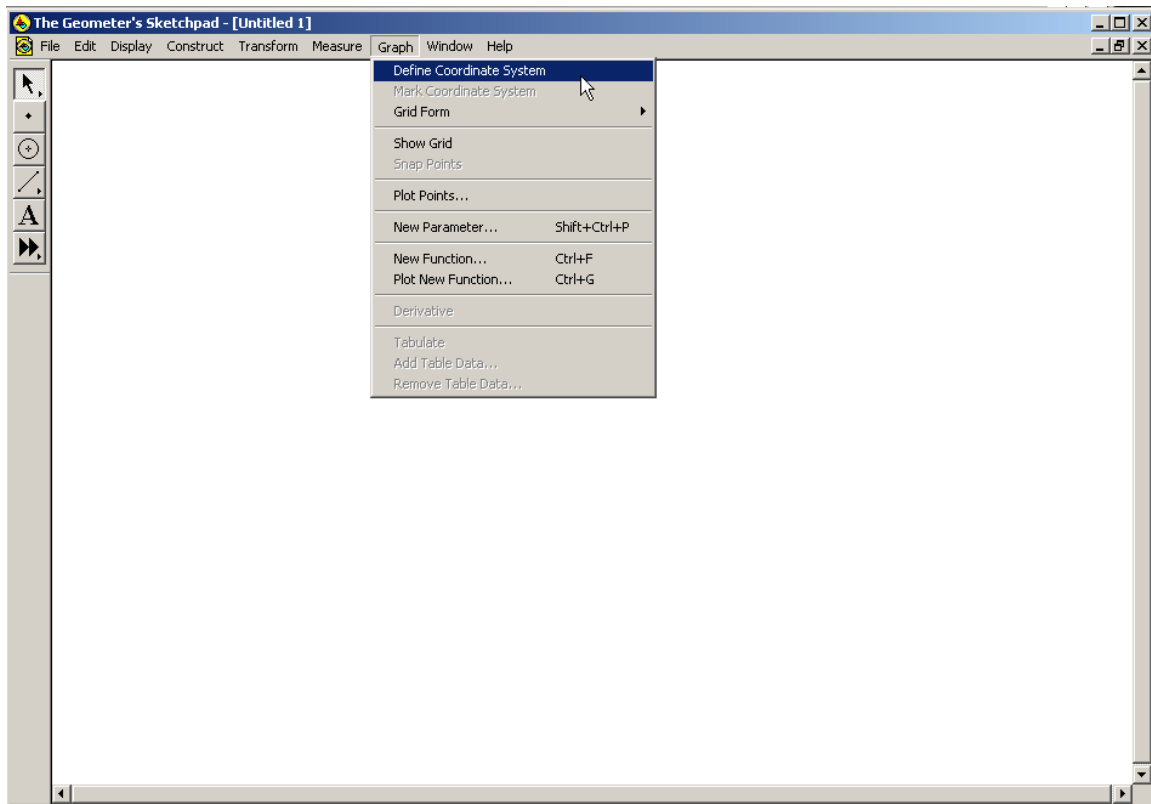 The Geometer's Sketchpad - [Untitled 1]
File Edit Display Construct Transform Measure Graph Window Help
Define Coordinate System
Mark Coordinate System
Grid Form
Show Grid
Snap Points
Plot Points...
New Parameter... Shift+Ctrl+P
New Function... Ctrl+F
Plot New Function... Ctrl+G
Derivative
Tabulate
Add Table Data...
Remove Table Data...
A